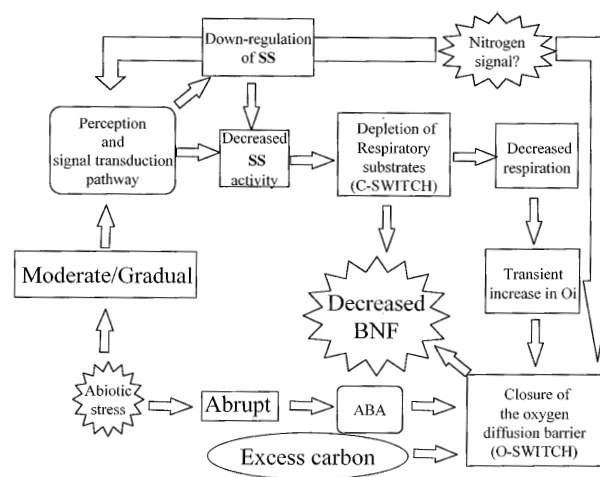 Down-regulation
of SS
Nitrogen
signal?
Perception
and
signal transduction
pathway
Decreased
SS
activity
Depletion of
Respiratory
substrates
(C-SWITCH)
Decreased
respiration
Moderate/Gradual
Decreased
BNF
Transient
increase in Oi
Abiotic
stress
Abrupt
ABA
Closure of
the oxygen
diffusion barrier
(O-SWITCH)
Excess carbon